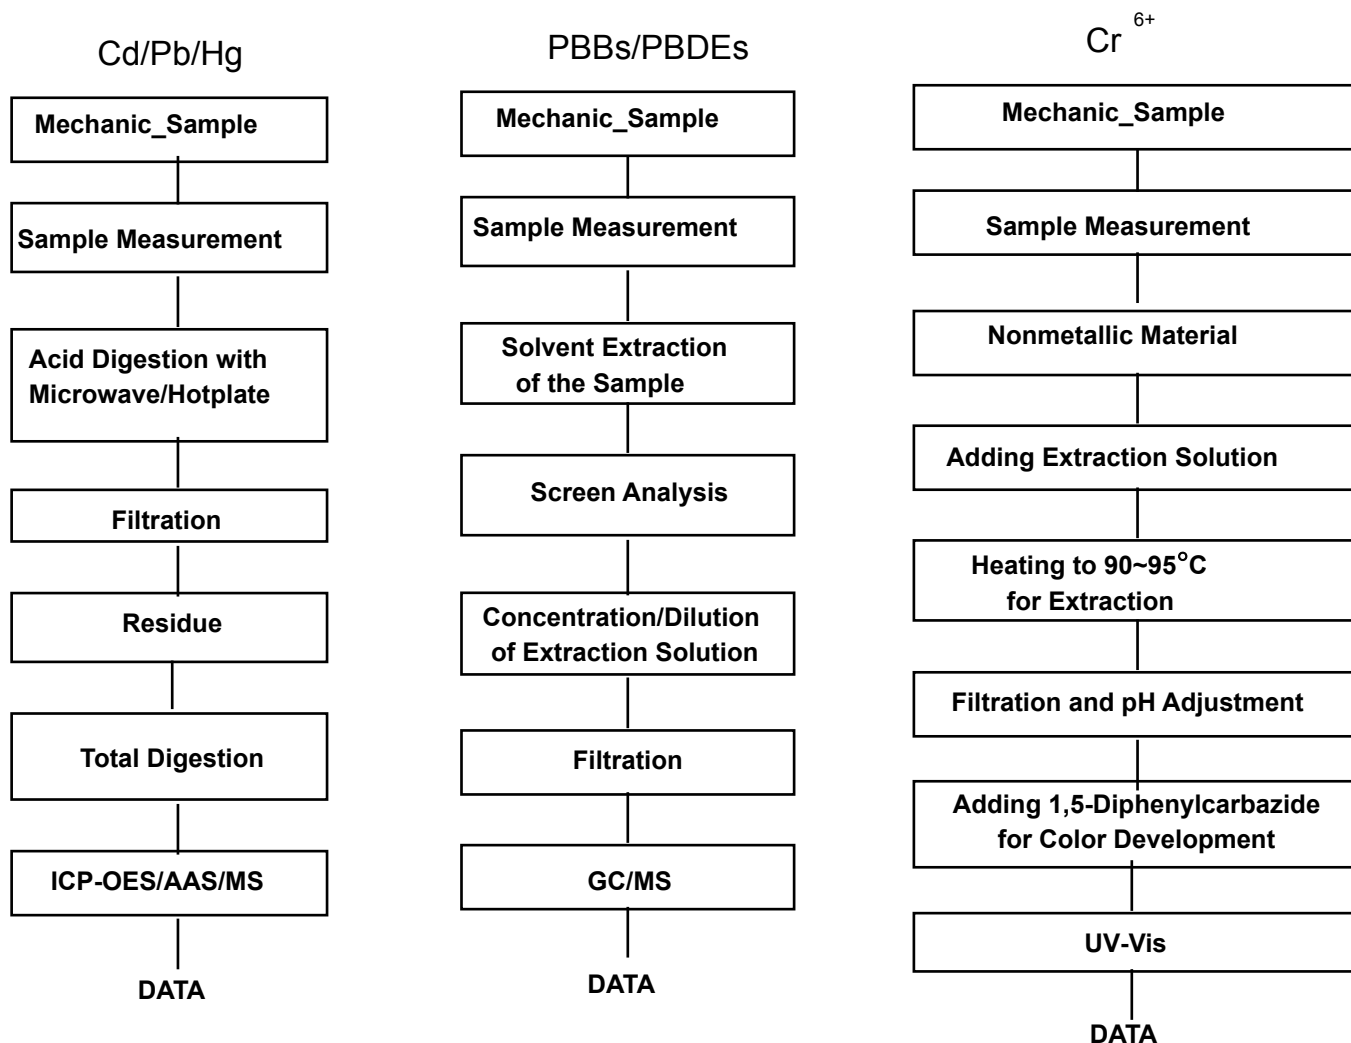 Cd/Pb/Hg
Mechanic_Sample
Sample Measurement
Acid Digestion with
Microwave/Hotplate
Filtration
Residue
Total Digestion
ICP-OES/AAS/MS
DATA
PBBs/PBDEs
Mechanic_Sample
Sample Measurement
Solvent Extraction
of the Sample
Screen Analysis
Concentration/Dilution
of Extraction Solution
Filtration
GC/MS
DATA
Cr 6+
Mechanic_Sample
Sample Measurement
Nonmetallic Material
Adding Extraction Solution
Heating to 90~95°C
for Extraction
Filtration and pH Adjustment
Adding 1,5-Diphenylcarbazide
for Color Development
UV-Vis
DATA